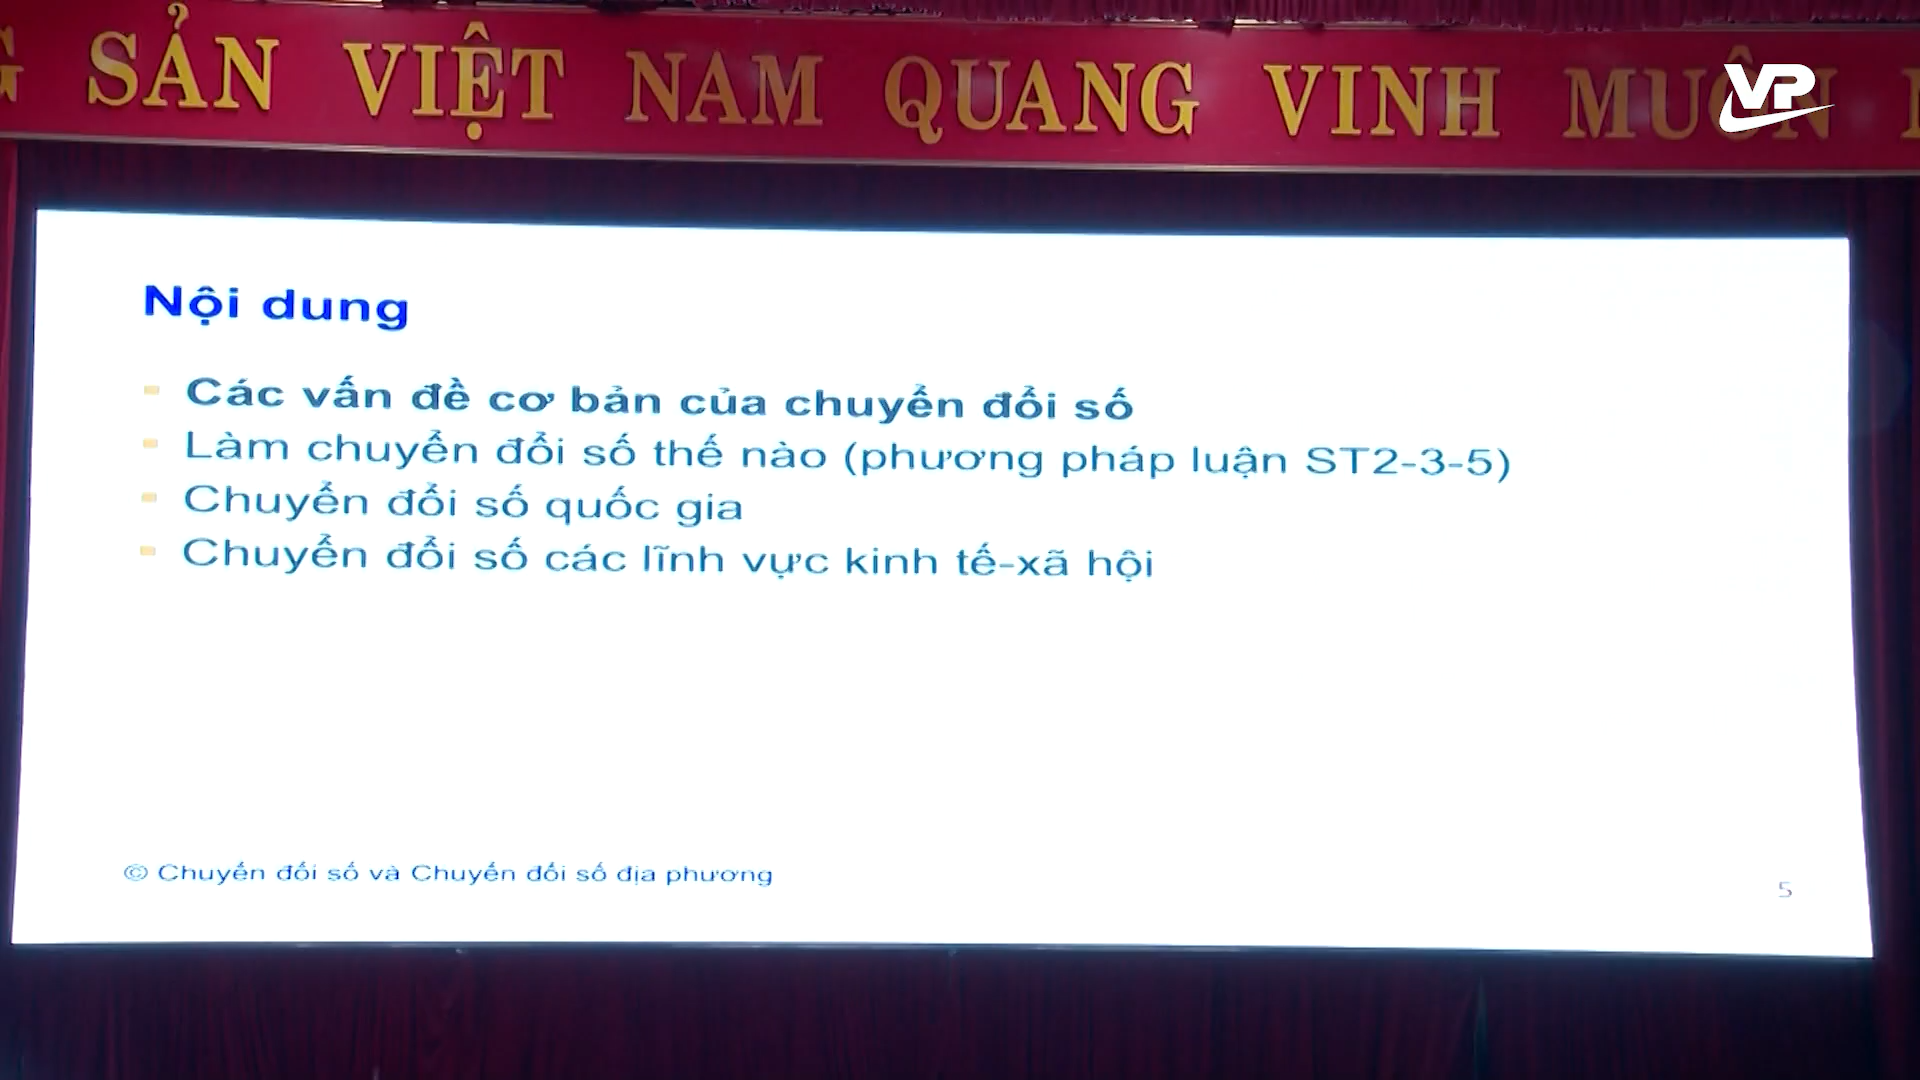 SẢN VIỆT NAM QUANG VINH MUÔN
VP
Nội dung
Các vấn đề cơ bản của chuyển đổi số
Làm chuyển đổi số thế nào (phương pháp luận ST2-3-5)
Chuyển đổi số quốc gia
Chuyển đổi số các lĩnh vực kinh tế-xã hội
© Chuyển đổi số và Chuyển đổi số địa phương
5